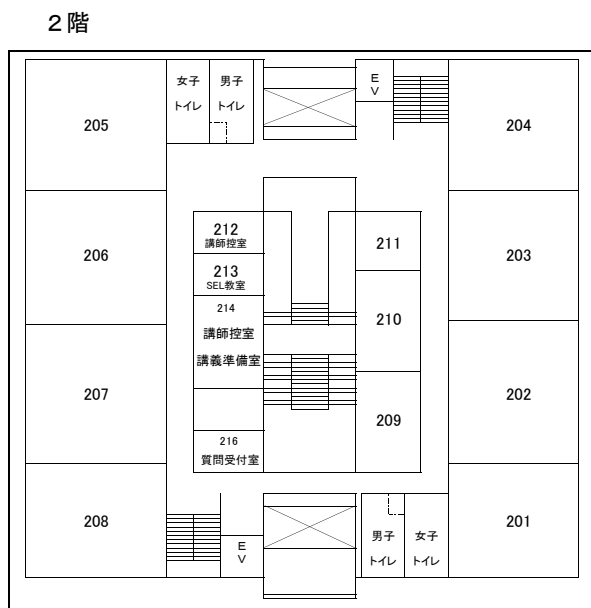 ２階
女子
トイレ
男子
トイレ
E
V
205
204
212
講師控室
213
SEL教室
214
講師控室
講義準備室
211
206
203
210
207
202
209
216
質問受付室
208
201
E
V
男子
トイレ
女子
トイレ